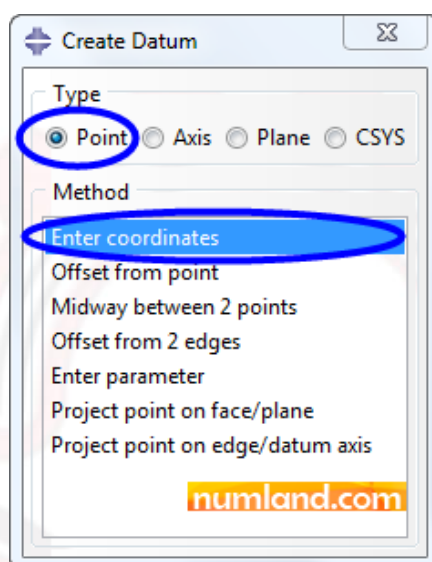 Create Datum
Type
Point Axis Plane CSYS
Method
Enter coordinates
Offset from point
Midway between 2 points
Offset from 2 edges
Enter parameter
Project point on face/plane
Project point on edge/datum axis
numland.com